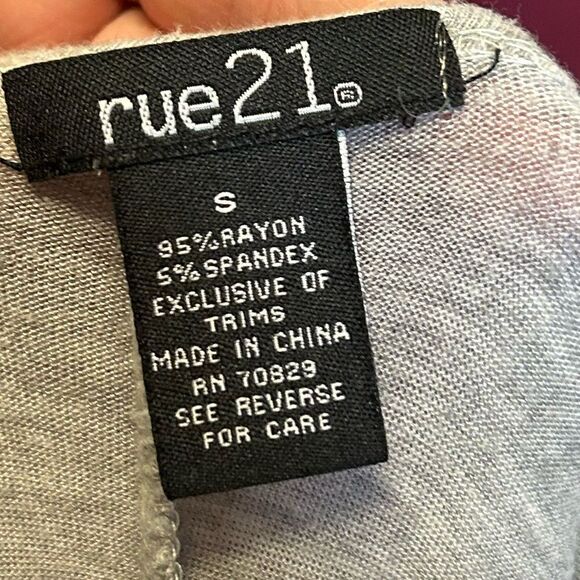 rue21®
S
95% RAYON
5% SPANDEX
EXCLUSIVE OF
TRIMS
MADE IN CHINA
RN 70829
SEE REVERSE
FOR CARE